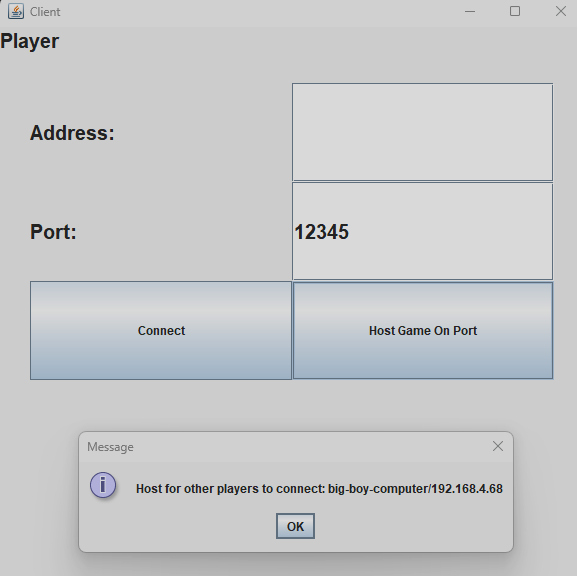 Client
Player
Address:
Port:
12345
Connect
Host Game On Port
Message
Host for other players to connect: big-boy-computer/192.168.4.68
OK